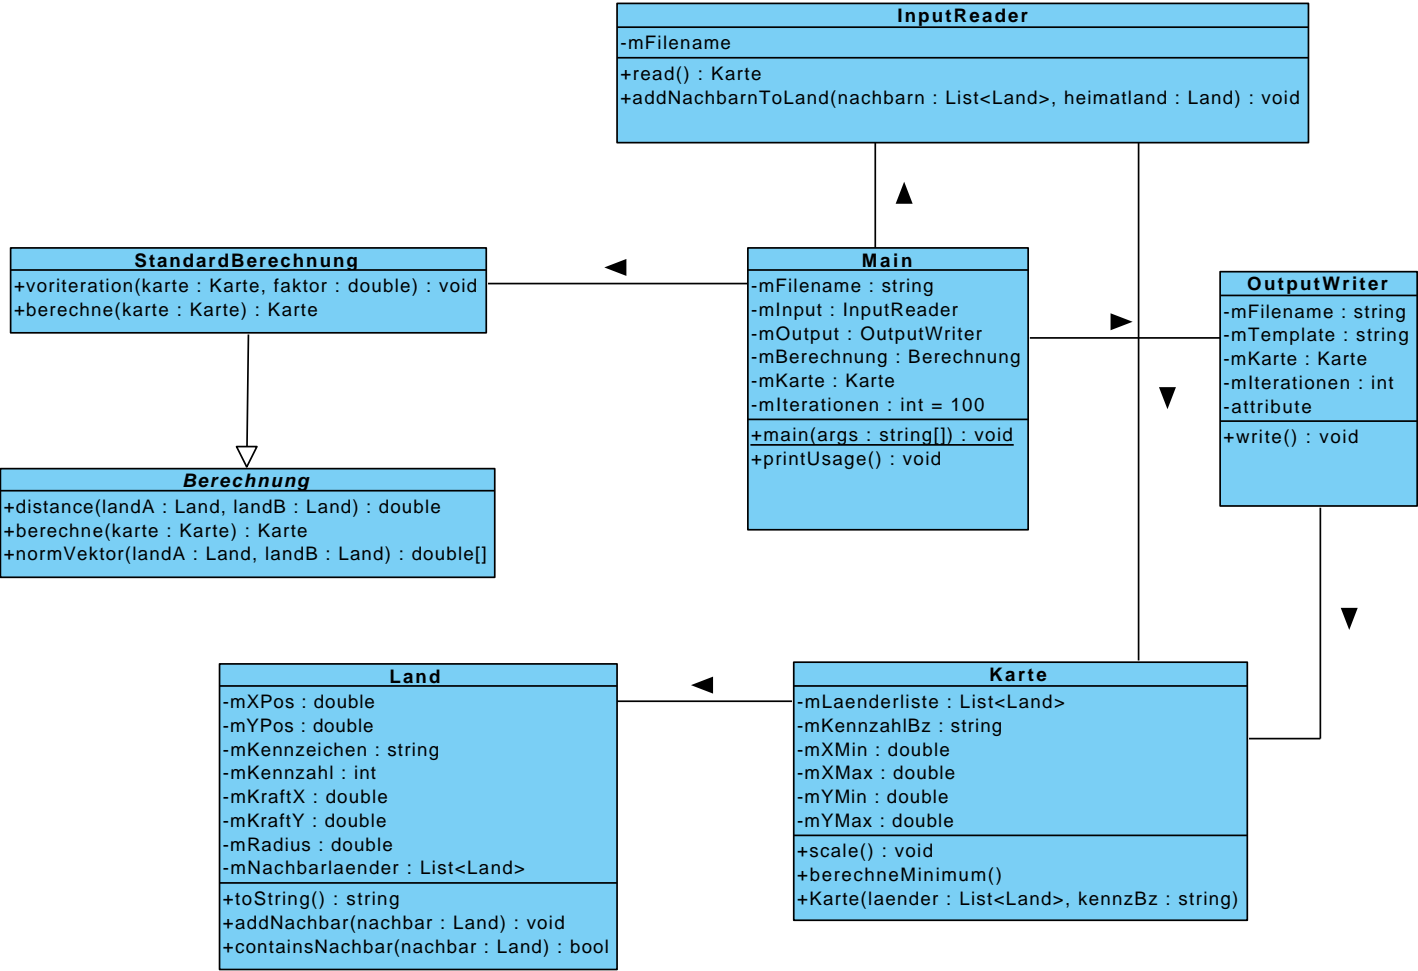 InputReader
-mFilename
+read() : Karte
+addNachbarnToLand(nachbarn : List<Land>, heimatland : Land) : void
StandardBerechnung
+voriteration(karte : Karte, faktor : double) : void
+berechne(karte : Karte) : Karte
Main
-mFilename : string
-mInput : InputReader
-mOutput : OutputWriter
-mBerechnung : Berechnung
-mKarte : Karte
-mIterationen : int = 100
+main(args : string[]) : void
+printUsage() : void
OutputWriter
-mFilename : string
-mTemplate : string
-mKarte : Karte
-mIterationen : int
-attribute
+write() : void
Berechnung
+distance(landA : Land, landB : Land) : double
+berechne(karte : Karte) : Karte
+normVektor(landA : Land, landB : Land) : double[]
Land
-mXPos : double
-mYPos : double
-mKennzeichen : string
-mKennzahl : int
-mKraftX : double
-mKraftY : double
-mRadius : double
-mNachbarlaender : List<Land>
+toString() : string
+addNachbar(nachbar : Land) : void
+containsNachbar(nachbar : Land) : bool
Karte
-mLaenderliste : List<Land>
-mKennzahlBz : string
-mXMin : double
-mXMax : double
-mYMin : double
-mYMax : double
+scale() : void
+berechneMinimum()
+Karte(laender : List<Land>, kennzBz : string)